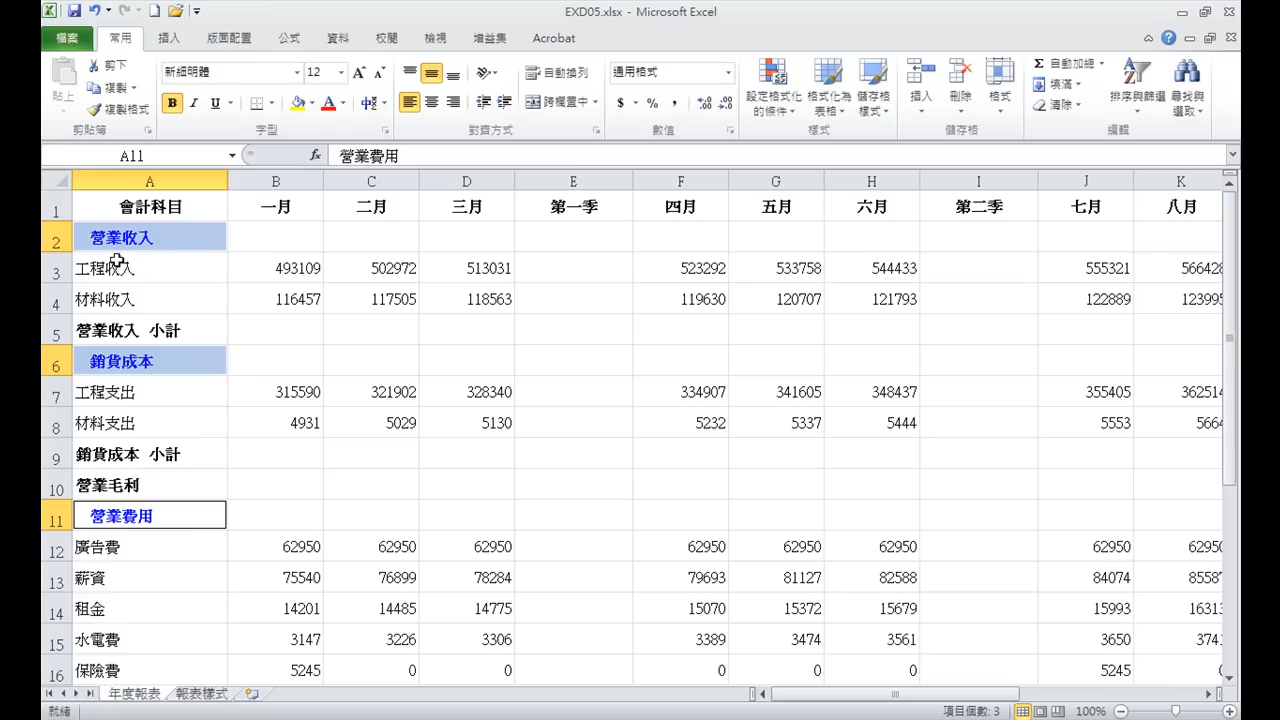 EXD05.xlsx - Microsoft Excel
檔案 常用 插入 版面配置 公式 資料 校閱 檢視 增益集 Acrobat
貼上 剪下 複製 複製格式 剪貼簿
新細明體 12 B I U A A A 字型
自動換列 跨欄置中 對齊方式
通用格式 $ % , 數值
設定格式化的條件 格式化為表格 儲存格樣式 樣式
插入 刪除 格式 儲存格
Σ 自動加總 填滿 清除 排序與篩選 尋找與選取 編輯
A11 fx 營業費用
A B C D E F G H I J K
1 會計科目 一月 二月 三月 第一季 四月 五月 六月 第二季 七月 八月
2 營業收入
3 工程收入 493109 502972 513031 523292 533758 544433 555321 566428
4 材料收入 116457 117505 118563 119630 120707 121793 122889 123995
5 營業收入 小計
6 銷貨成本
7 工程支出 315590 321902 328340 334907 341605 348437 355405 362514
8 材料支出 4931 5029 5130 5232 5337 5444 5553 5664
9 銷貨成本 小計
10 營業毛利
11 營業費用
12 廣告費 62950 62950 62950 62950 62950 62950 62950 62950
13 薪資 75540 76899 78284 79693 81127 82588 84074 85587
14 租金 14201 14485 14775 15070 15372 15679 15993 16313
15 水電費 3147 3226 3306 3389 3474 3561 3650 3741
16 保險費 5245 0 0 0 0 0 5245
年度報表 報表樣式
就緒 項目個數: 3 100%